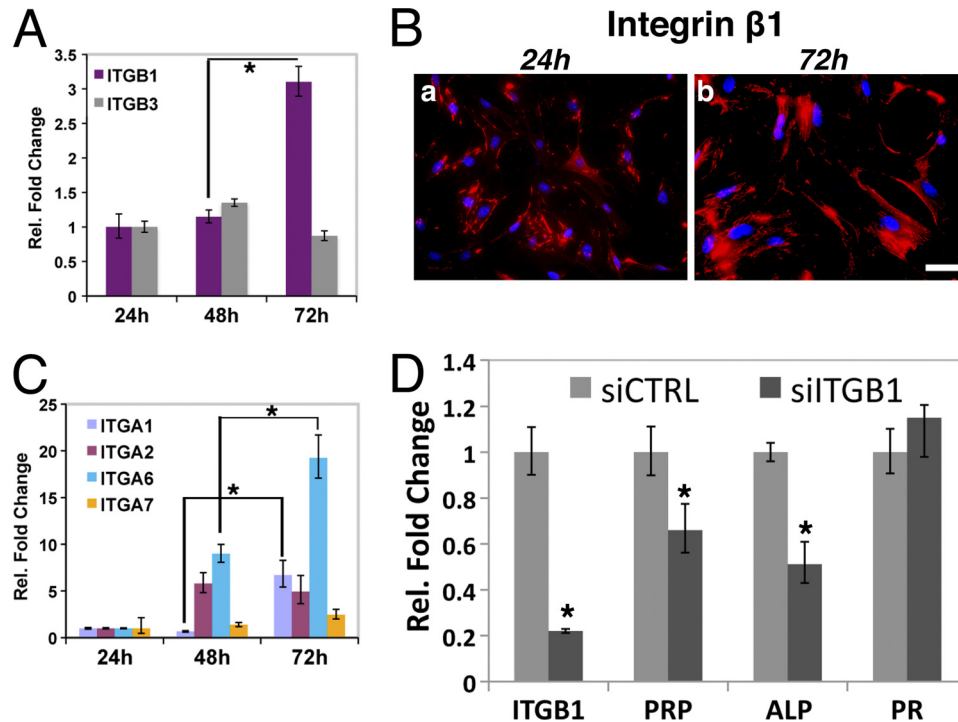 A
Rel. Fold Change
3.5
3
2.5
2
1.5
1
0.5
0
ITGB1
ITGB3
*
24h 48h 72h
B
Integrin β1
24h 72h
a b
C
Rel. Fold Change
25
20
15
10
5
0
ITGA1
ITGA2
ITGA6
ITGA7
*
*
24h 48h 72h
D
Rel. Fold Change
1.4
1.2
1
0.8
0.6
0.4
0.2
0
siCTRL siITGB1
*
*
*
ITGB1 PRP ALP PR